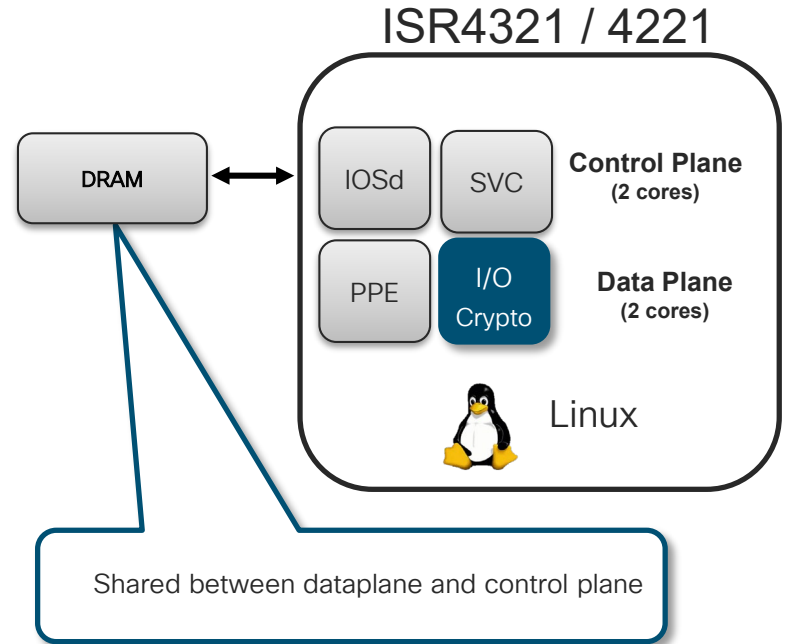 ISR4321 / 4221
DRAM
IOSd
SVC
Control Plane
(2 cores)
PPE
I/O
Crypto
Data Plane
(2 cores)
Linux
Shared between dataplane and control plane